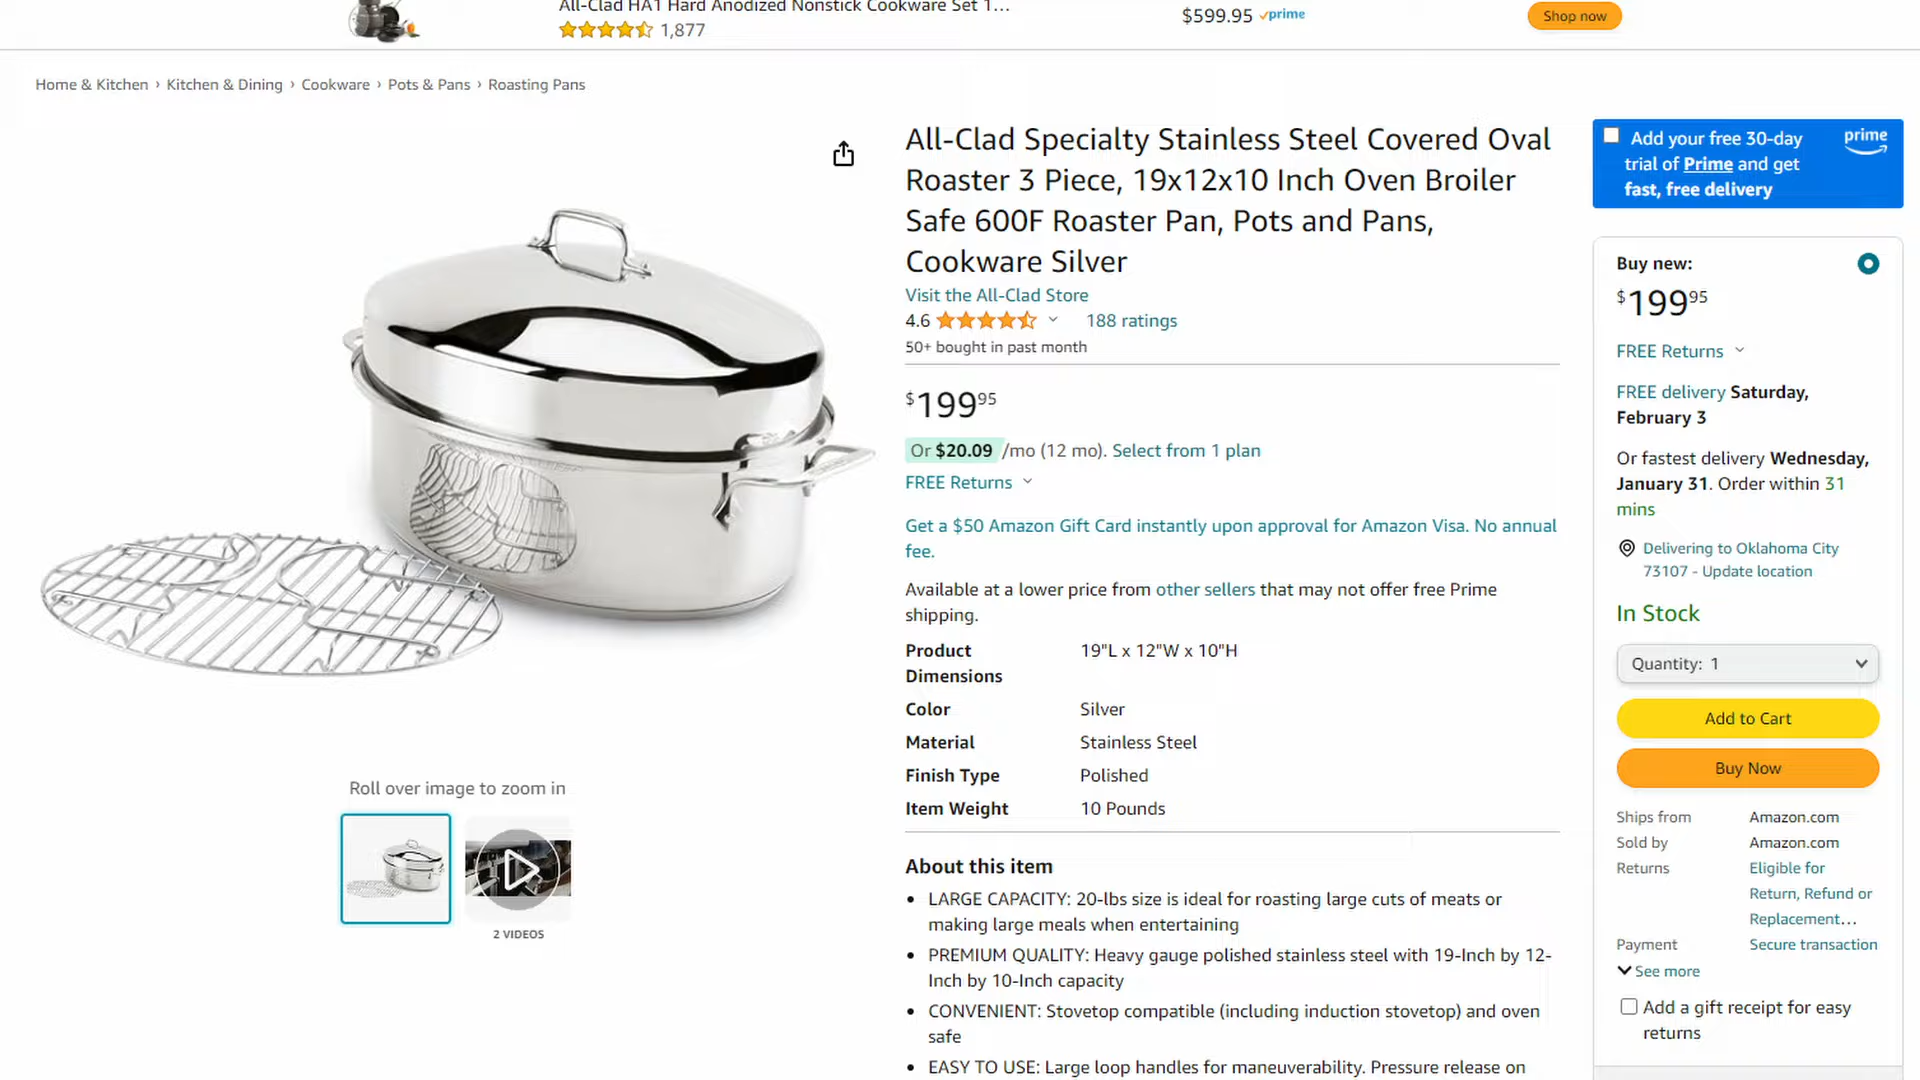 All-Clad HA1 Hard Anodized Nonstick Cookware Set 1...
1,877
$599.95 prime
Shop now
Home & Kitchen › Kitchen & Dining › Cookware › Pots & Pans › Roasting Pans
All-Clad Specialty Stainless Steel Covered Oval
Roaster 3 Piece, 19x12x10 Inch Oven Broiler
Safe 600F Roaster Pan, Pots and Pans,
Cookware Silver
Visit the All-Clad Store
4.6 188 ratings
50+ bought in past month
$199 95
Or $20.09 /mo (12 mo). Select from 1 plan
FREE Returns
Get a $50 Amazon Gift Card instantly upon approval for Amazon Visa. No annual
fee.
Available at a lower price from other sellers that may not offer free Prime
shipping.
Product
Dimensions
19"L x 12"W x 10"H
Color Silver
Material Stainless Steel
Finish Type Polished
Item Weight 10 Pounds
About this item
• LARGE CAPACITY: 20-lbs size is ideal for roasting large cuts of meats or
making large meals when entertaining
• PREMIUM QUALITY: Heavy gauge polished stainless steel with 19-Inch by 12-
Inch by 10-Inch capacity
• CONVENIENT: Stovetop compatible (including induction stovetop) and oven
safe
• EASY TO USE: Large loop handles for maneuverability. Pressure release on
Roll over image to zoom in
2 VIDEOS
Add your free 30-day
trial of Prime and get
fast, free delivery
prime
Buy new:
$199 95
FREE Returns
FREE delivery Saturday,
February 3
Or fastest delivery Wednesday,
January 31. Order within 31
mins
Delivering to Oklahoma City
73107 - Update location
In Stock
Quantity: 1
Add to Cart
Buy Now
Ships from Amazon.com
Sold by Amazon.com
Returns Eligible for
Return, Refund or
Replacement...
Payment Secure transaction
See more
Add a gift receipt for easy
returns